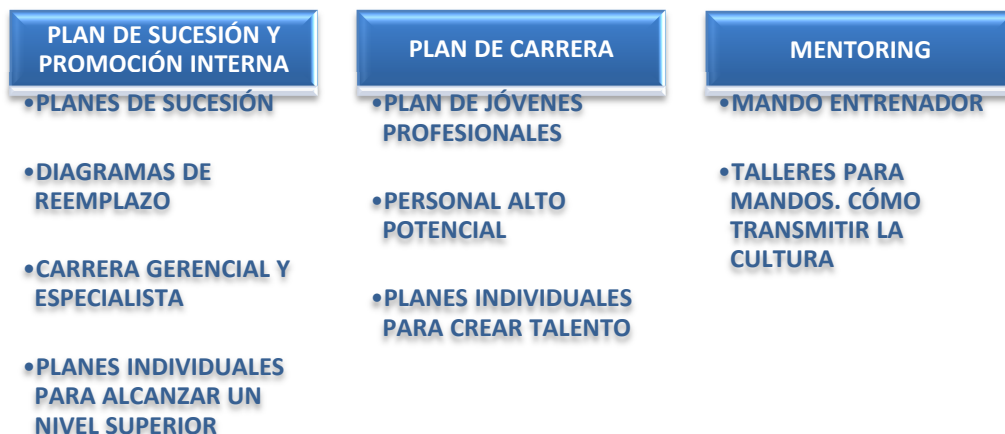 PLAN DE SUCESIÓN Y
PROMOCIÓN INTERNA
•PLANES DE SUCESIÓN
•DIAGRAMAS DE
REEMPLAZO
•CARRERA GERENCIAL Y
ESPECIALISTA
•PLANES INDIVIDUALES
PARA ALCANZAR UN
NIVEL SUPERIOR
PLAN DE CARRERA
•PLAN DE JÓVENES
PROFESIONALES
•PERSONAL ALTO
POTENCIAL
•PLANES INDIVIDUALES
PARA CREAR TALENTO
MENTORING
•MANDO ENTRENADOR
•TALLERES PARA
MANDOS. CÓMO
TRANSMITIR LA
CULTURA